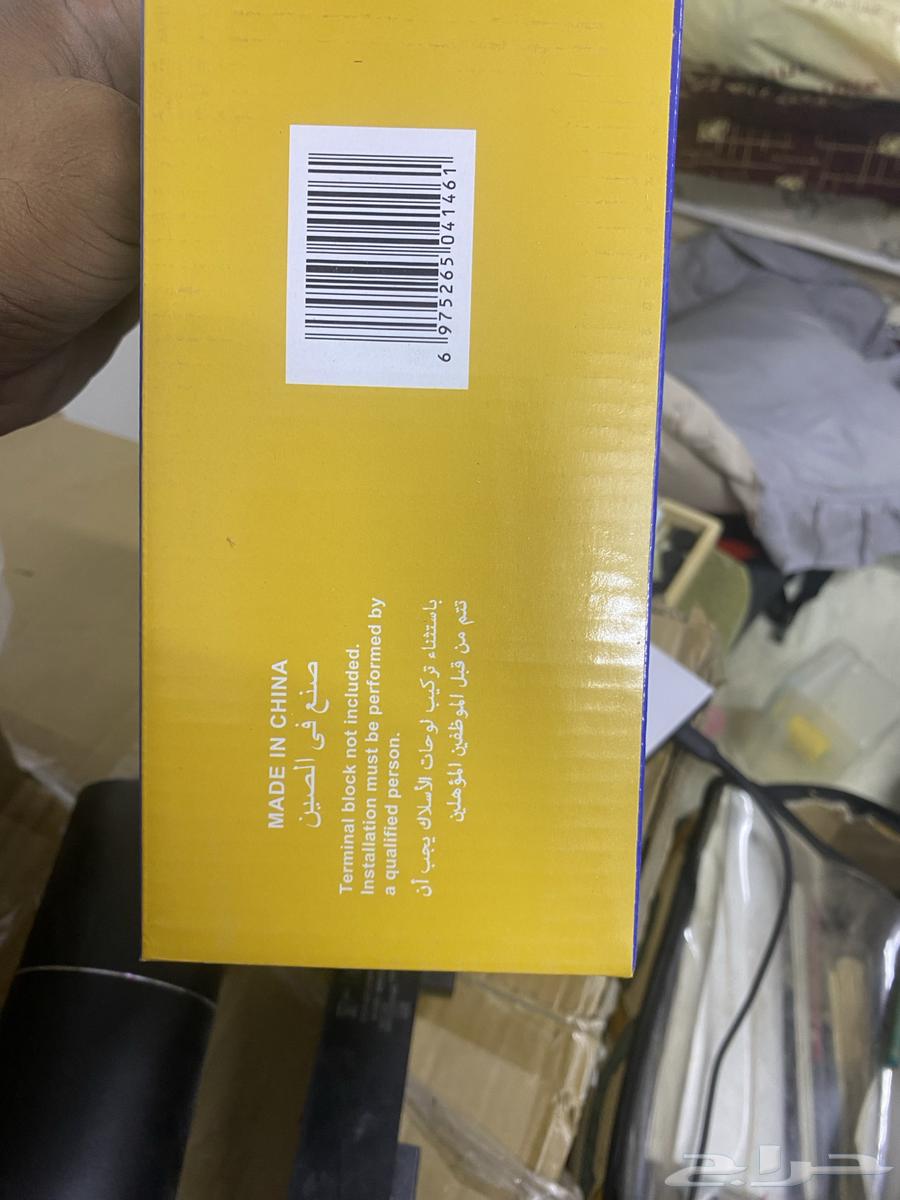 6 975265 041461
MADE IN CHINA
صنع فى الصين
Terminal block not included.
Installation must be performed by
a qualified person.
باستثناء تركيب لوحات الأسلاك يجب أن
تتم من قبل الموظفين المؤهلين
حراج